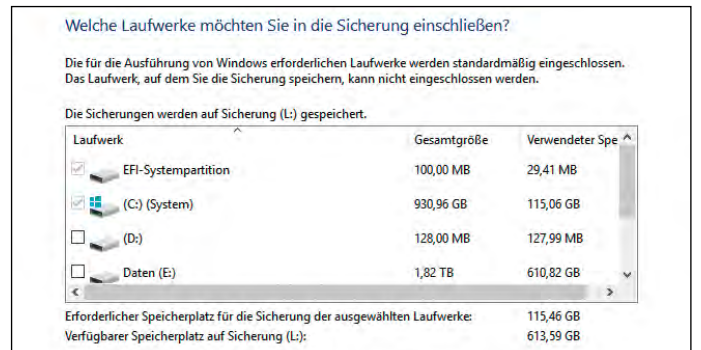 Welche Laufwerke möchten Sie in die Sicherung einschließen?
Die für die Ausführung von Windows erforderlichen Laufwerke werden standardmäßig eingeschlossen.
Das Laufwerk, auf dem Sie die Sicherung speichern, kann nicht eingeschlossen werden.
Die Sicherungen werden auf Sicherung (L:) gespeichert.
Laufwerk Gesamtgröße Verwendeter Spe
EFI-Systempartition 100,00 MB 29,41 MB
(C:) (System) 930,96 GB 115,06 GB
(D:) 128,00 MB 127,99 MB
Daten (E:) 1,82 TB 610,82 GB
Erforderlicher Speicherplatz für die Sicherung der ausgewählten Laufwerke: 115,46 GB
Verfügbarer Speicherplatz auf Sicherung (L:): 613,59 GB